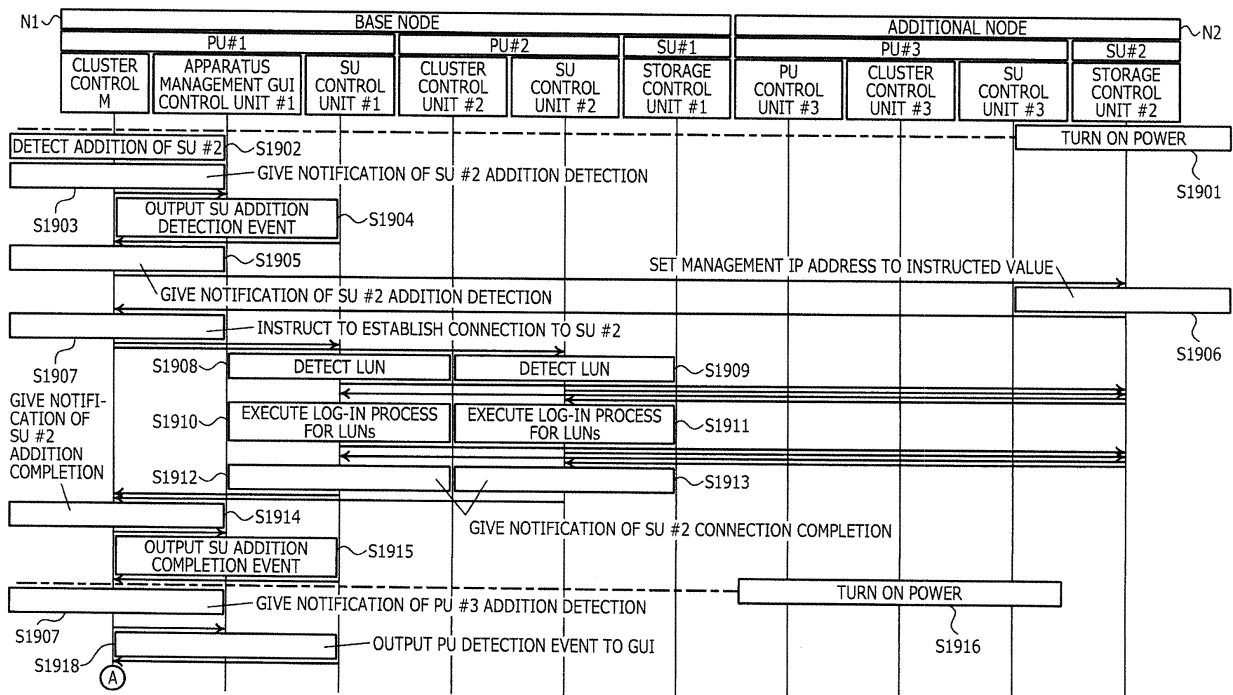 N1
BASE NODE
ADDITIONAL NODE
N2
PU#1
PU#2
SU#1
PU#3
SU#2
CLUSTER
CONTROL
M
APPARATUS
MANAGEMENT GUI
CONTROL UNIT #1
SU
CONTROL
UNIT #1
CLUSTER
CONTROL
UNIT #2
SU
CONTROL
UNIT #2
STORAGE
CONTROL
UNIT #1
PU
CONTROL
UNIT #3
CLUSTER
CONTROL
UNIT #3
SU
CONTROL
UNIT #3
STORAGE
CONTROL
UNIT #2
TURN ON POWER
S1901
DETECT ADDITION OF SU #2
S1902
GIVE NOTIFICATION OF SU #2 ADDITION DETECTION
S1903
OUTPUT SU ADDITION
DETECTION EVENT
S1904
S1905
SET MANAGEMENT IP ADDRESS TO INSTRUCTED VALUE
GIVE NOTIFICATION OF SU #2 ADDITION DETECTION
S1906
INSTRUCT TO ESTABLISH CONNECTION TO SU #2
S1907
S1908
DETECT LUN
DETECT LUN
S1909
GIVE NOTIFI-
CATION OF
SU #2
ADDITION
COMPLETION
S1910
EXECUTE LOG-IN PROCESS
FOR LUNs
EXECUTE LOG-IN PROCESS
FOR LUNs
S1911
S1912
S1913
S1914
GIVE NOTIFICATION OF SU #2 CONNECTION COMPLETION
OUTPUT SU ADDITION
COMPLETION EVENT
S1915
TURN ON POWER
S1916
GIVE NOTIFICATION OF PU #3 ADDITION DETECTION
S1907
OUTPUT PU DETECTION EVENT TO GUI
S1918
A